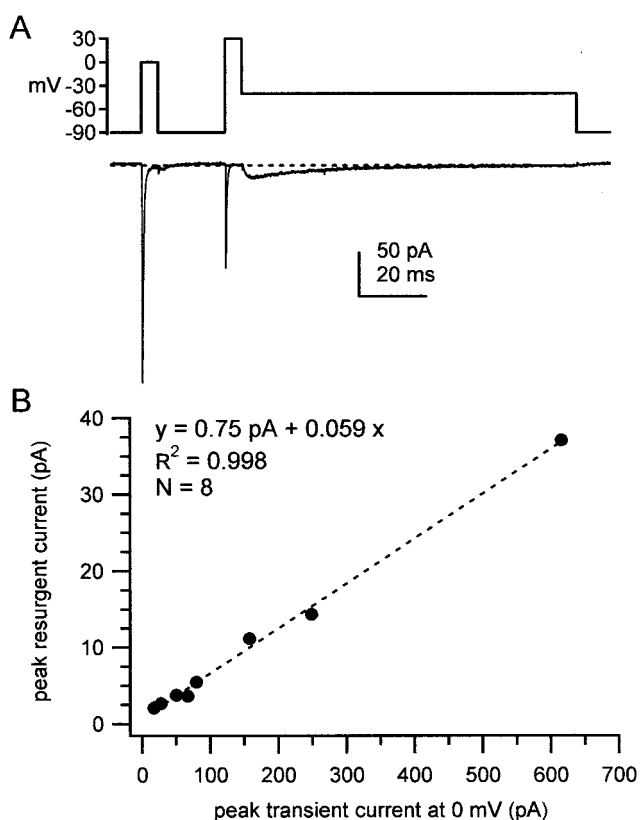 A
30
0
mV -30
-60
-90
50 pA
20 ms
B
40
30
20
10
0
y = 0.75 pA + 0.059 x
R² = 0.998
N = 8
peak resurgent current (pA)
0 100 200 300 400 500 600 700
peak transient current at 0 mV (pA)